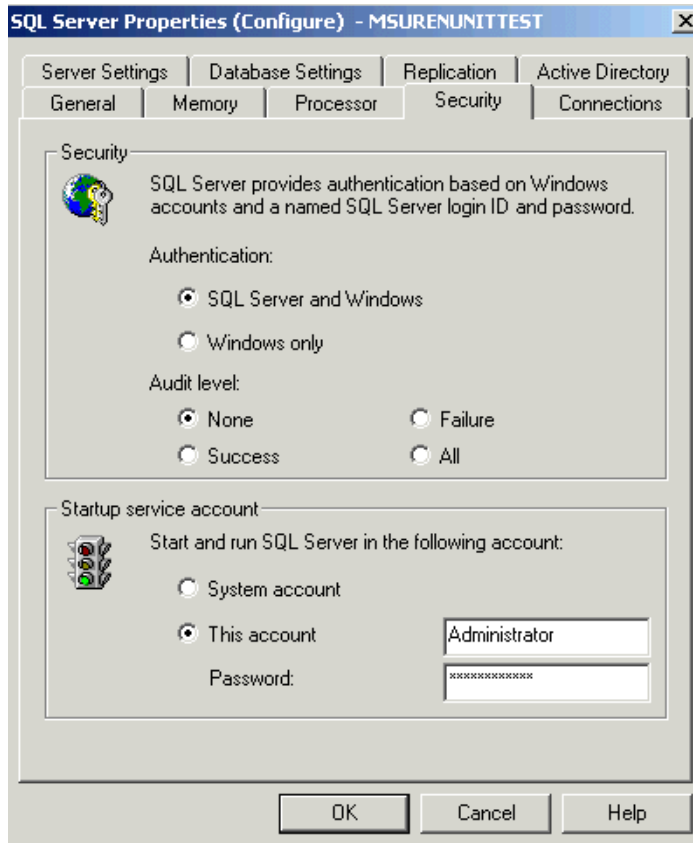 SQL Server Properties (Configure) - MSURENUNITTEST
Server Settings Database Settings Replication Active Directory
General Memory Processor Security Connections
Security
SQL Server provides authentication based on Windows
accounts and a named SQL Server login ID and password.
Authentication:
SQL Server and Windows
Windows only
Audit level:
None Failure
Success All
Startup service account
Start and run SQL Server in the following account:
System account
This account Administrator
Password: ************
OK Cancel Help